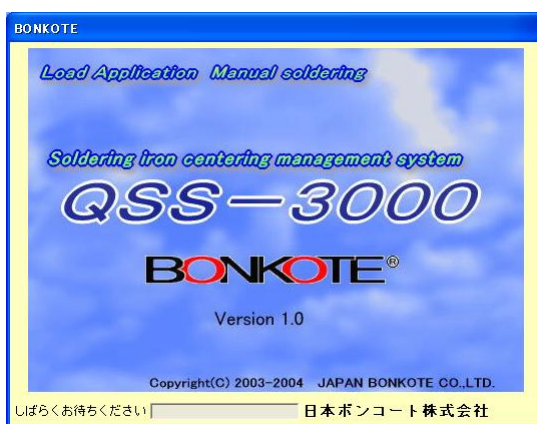 BONKOTE
Load Application Manual soldering
Soldering iron centering management system
QSS-3000
BONKOTE®
Version 1.0
Copyright(C) 2003-2004 JAPAN BONKOTE CO.,LTD.
しばらくお待ちください 日本ボンコート株式会社